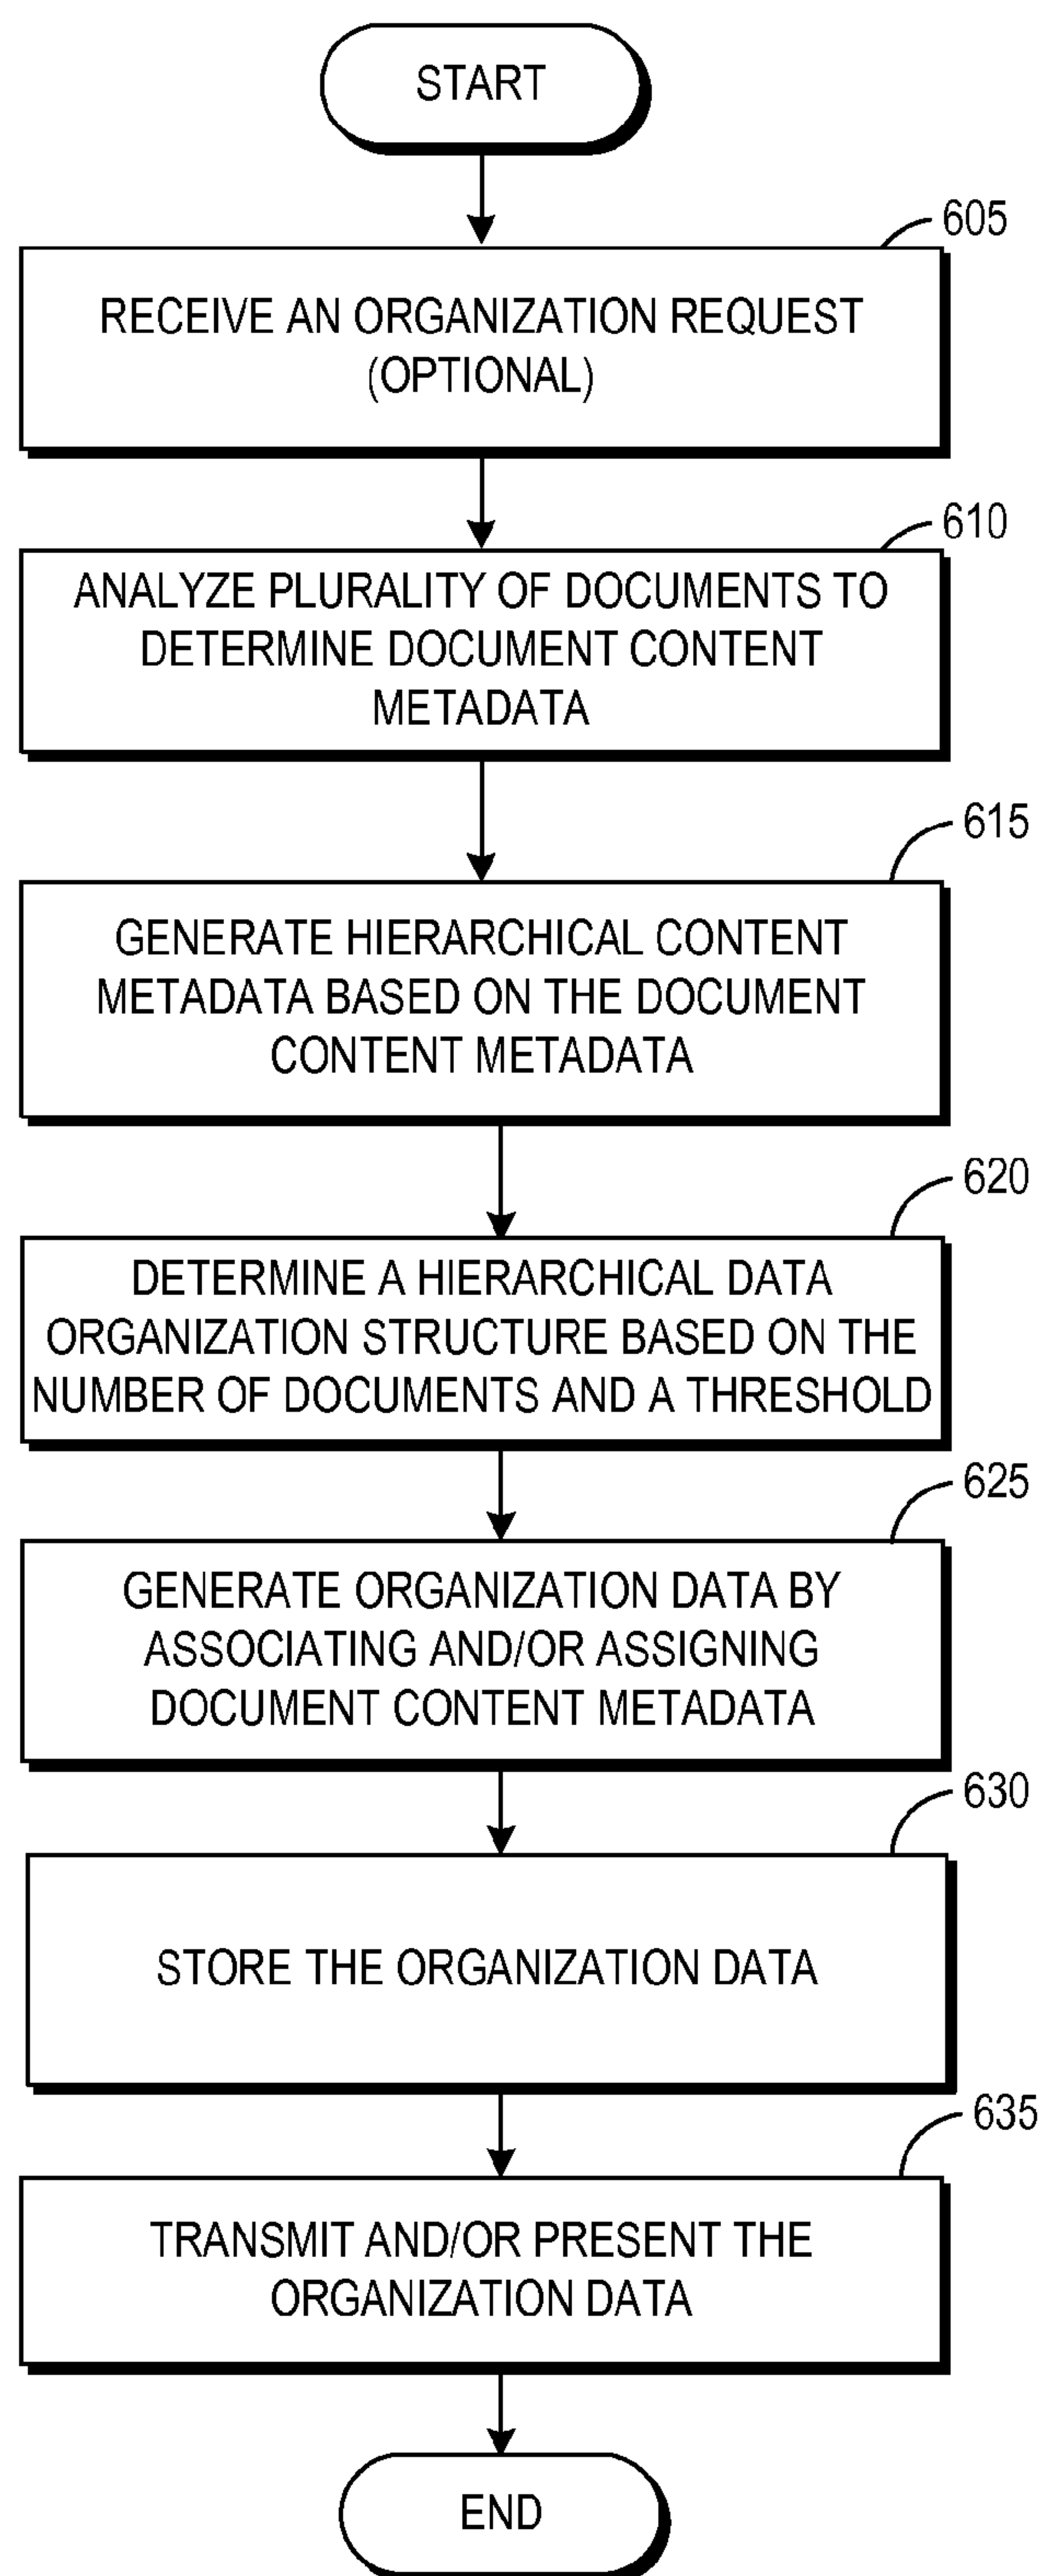 START
605
RECEIVE AN ORGANIZATION REQUEST
(OPTIONAL)
610
ANALYZE PLURALITY OF DOCUMENTS TO
DETERMINE DOCUMENT CONTENT
METADATA
615
GENERATE HIERARCHICAL CONTENT
METADATA BASED ON THE DOCUMENT
CONTENT METADATA
620
DETERMINE A HIERARCHICAL DATA
ORGANIZATION STRUCTURE BASED ON THE
NUMBER OF DOCUMENTS AND A THRESHOLD
625
GENERATE ORGANIZATION DATA BY
ASSOCIATING AND/OR ASSIGNING
DOCUMENT CONTENT METADATA
630
STORE THE ORGANIZATION DATA
635
TRANSMIT AND/OR PRESENT THE
ORGANIZATION DATA
END